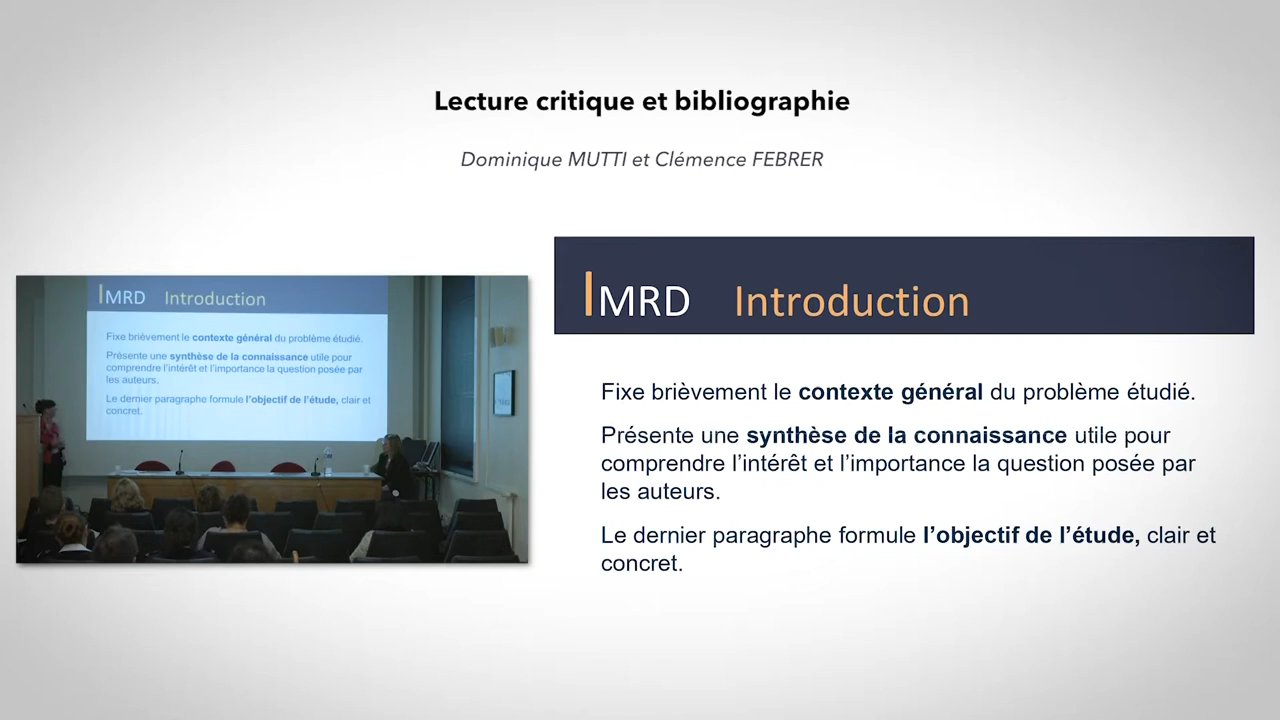 Lecture critique et bibliographie
Dominique MUTTI et Clémence FEBRER
IMRD Introduction
Fixe brièvement le contexte général du problème étudié.
Présente une synthèse de la connaissance utile pour
comprendre l'intérêt et l'importance la question posée par
les auteurs.
Le dernier paragraphe formule l'objectif de l'étude, clair et
concret.
IMRD Introduction
Fixe brièvement le contexte général du problème étudié.
Présente une synthèse de la connaissance utile pour
comprendre l'intérêt et l'importance la question posée par
les auteurs.
Le dernier paragraphe formule l'objectif de l'étude, clair et
concret.